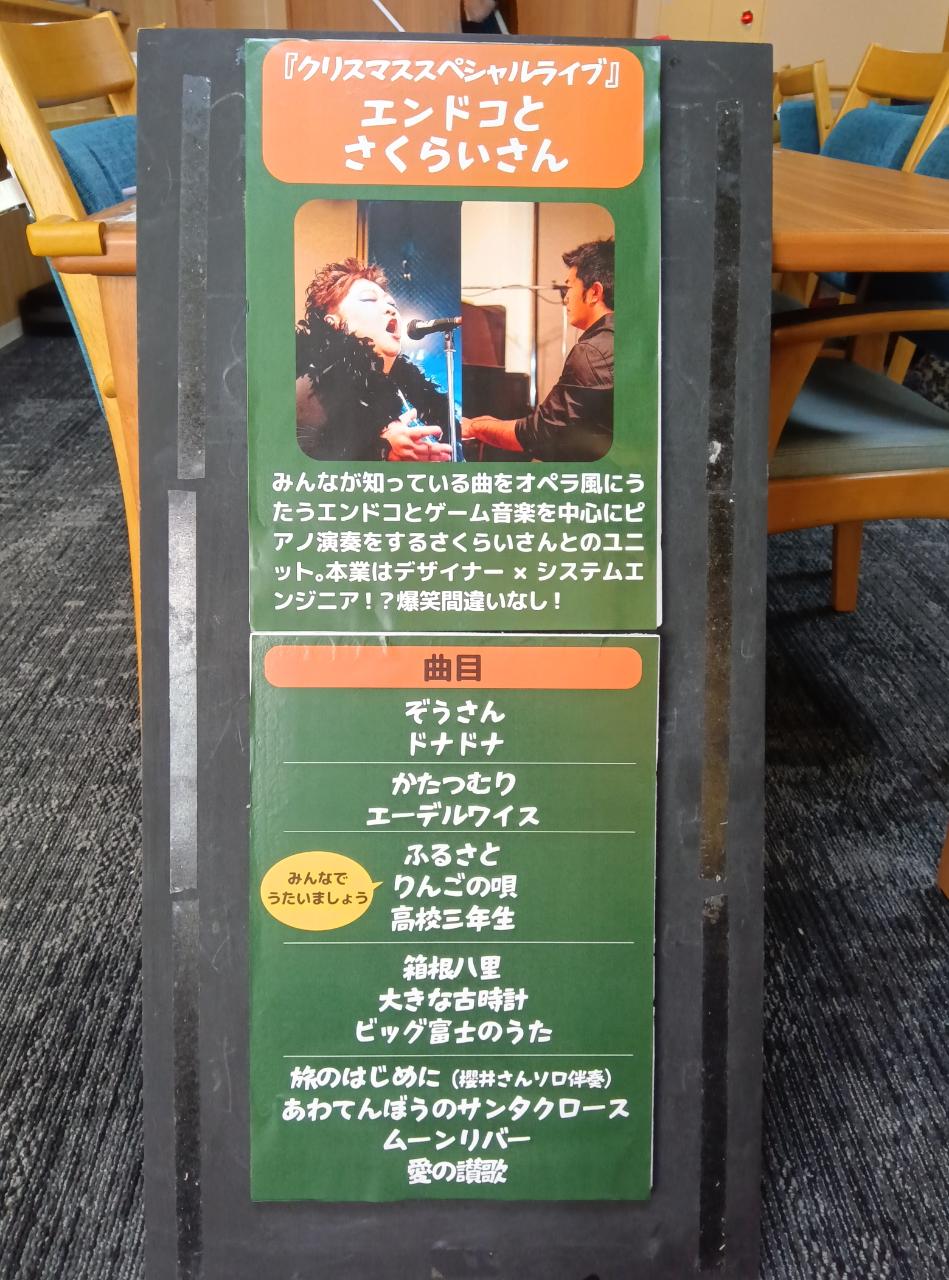 『クリスマススペシャルライブ』
エンドコと
さくらいさん
みんなが知っている曲をオペラ風にう
たうエンドコとゲーム音楽を中心にピ
アノ演奏をするさくらいさんとのユニ
ット。本業はデザイナー × システムエ
ンジニア！？爆笑間違いなし！
曲目
ぞうさん
ドナドナ
かたつむり
エーデルワイス
みんなで
うたいましょう
ふるさと
りんごの唄
高校三年生
箱根八里
大きな古時計
ビッグ富士のうた
旅のはじめに（櫻井さんソロ伴奏）
あわてんぼうのサンタクロース
ムーンリバー
愛の讃歌